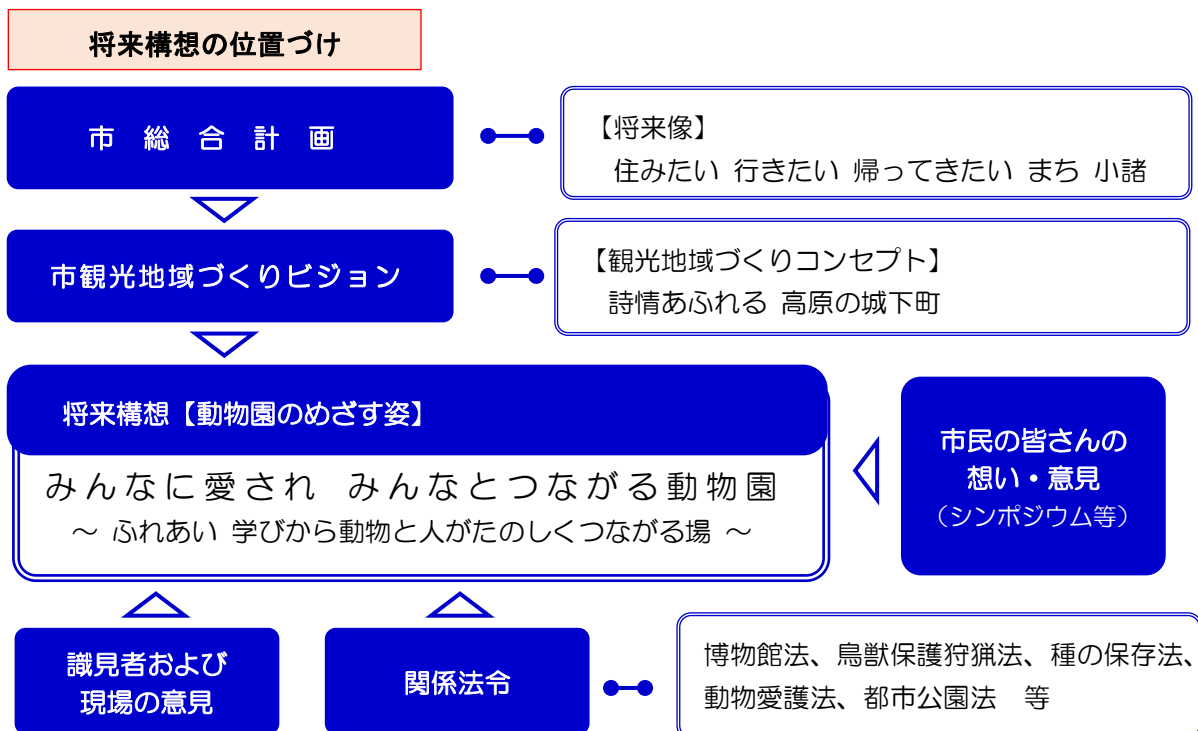 将来構想の位置づけ
市 総 合 計 画
【将来像】
住みたい 行きたい 帰ってきたい まち 小諸
市観光地域づくりビジョン
【観光地域づくりコンセプト】
詩情あふれる 高原の城下町
将来構想【動物園のめざす姿】
みんなに愛され みんなとつながる動物園
～ ふれあい 学びから動物と人がたのしくつながる場 ～
市民の皆さんの
想い・意見
（シンポジウム等）
識見者および
現場の意見
関係法令
博物館法、鳥獣保護狩猟法、種の保存法、
動物愛護法、都市公園法 等